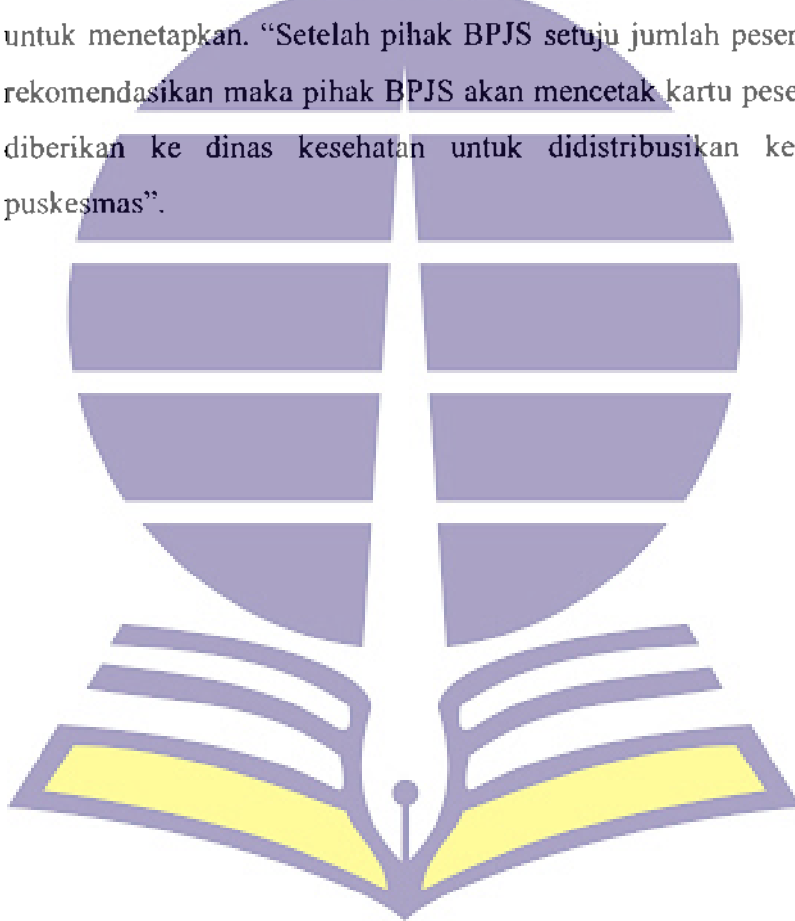 untuk menetapkan. “Setelah pihak BPJS setuju jumlah peser
rekomendasikan maka pihak BPJS akan mencetak kartu pese
diberikan ke dinas kesehatan untuk didistribusikan ke
puskesmas”.